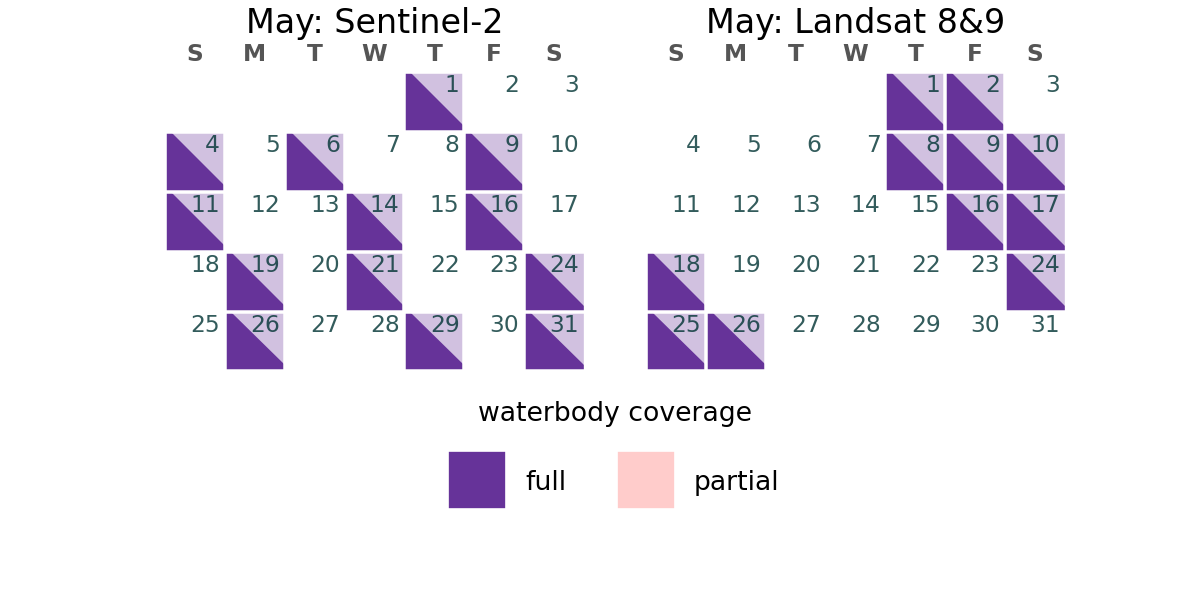 May: Sentinel-2
S M T W T F S
1 2 3
4 5 6 7 8 9 10
11 12 13 14 15 16 17
18 19 20 21 22 23 24
25 26 27 28 29 30 31
May: Landsat 8&9
S M T W T F S
1 2 3
4 5 6 7 8 9 10
11 12 13 14 15 16 17
18 19 20 21 22 23 24
25 26 27 28 29 30 31
waterbody coverage
full partial